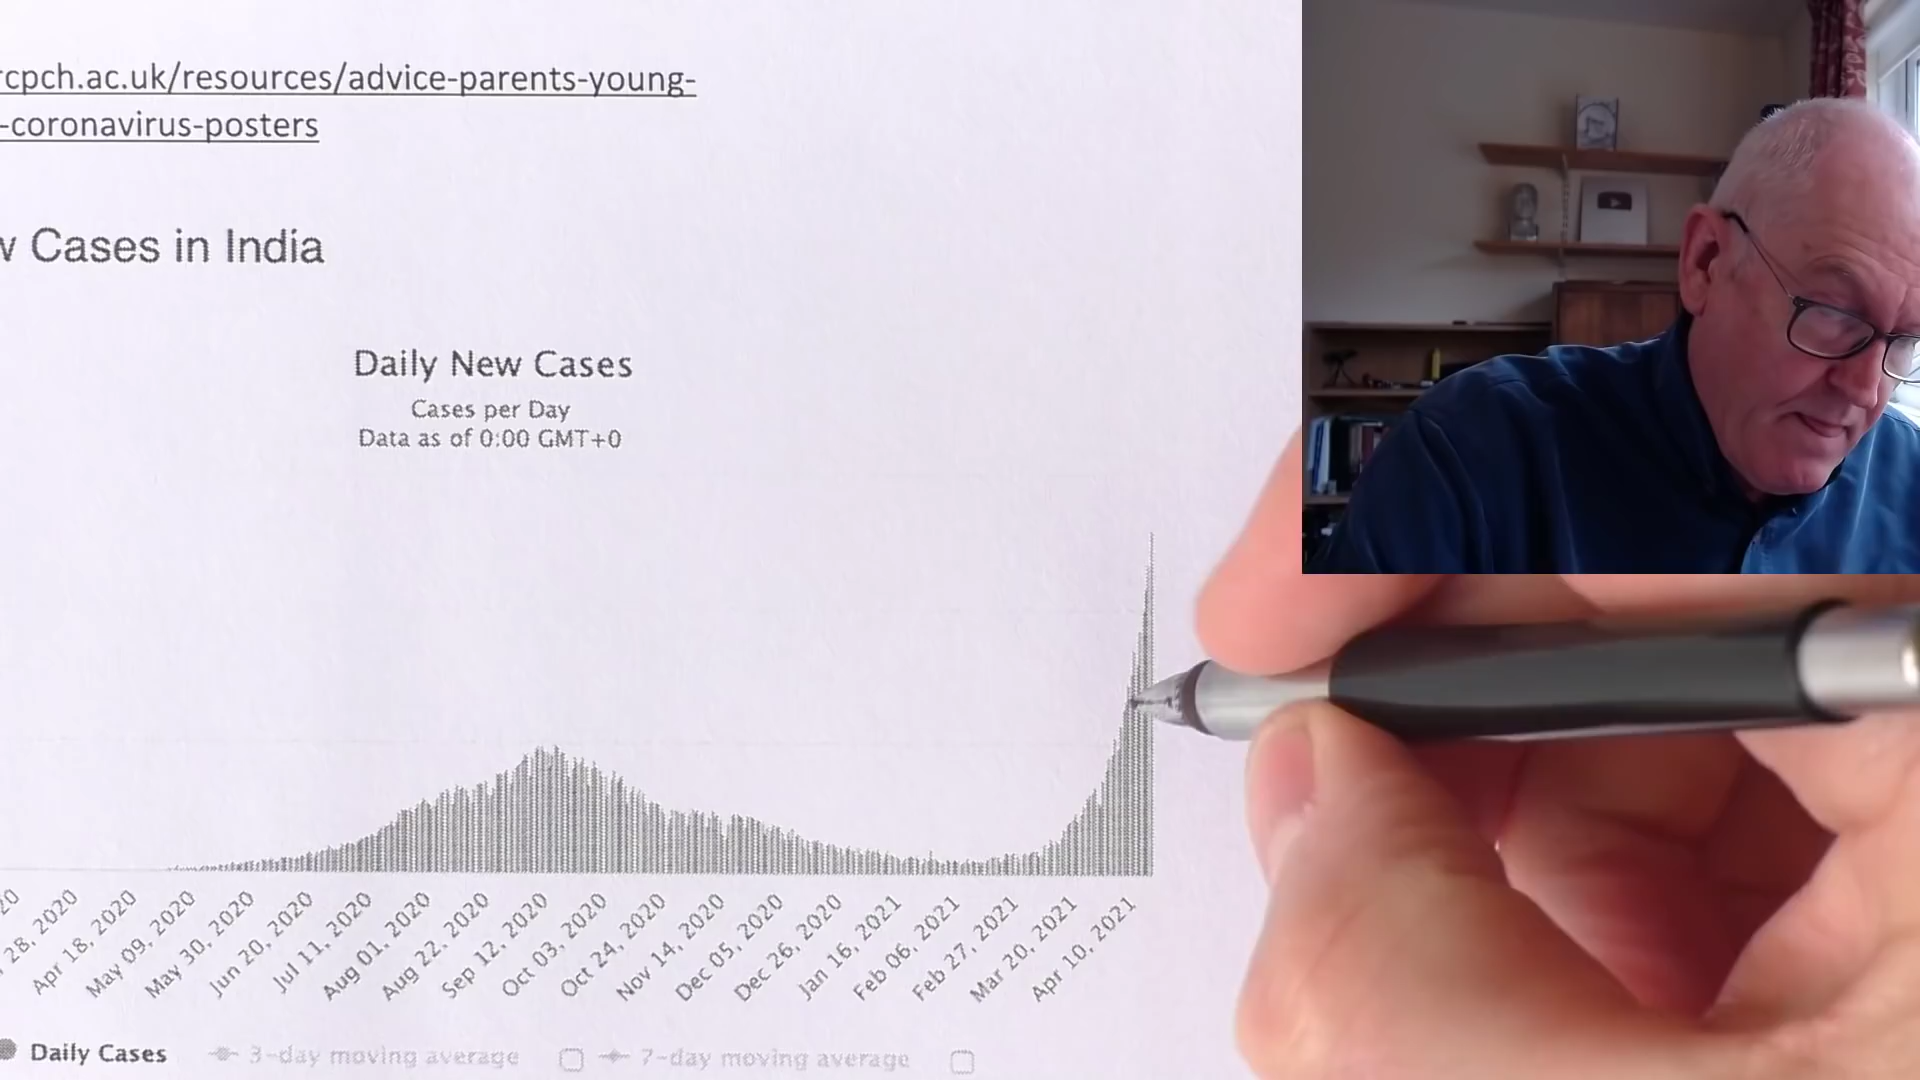 rcpch.ac.uk/resources/advice-parents-young-
-coronavirus-posters
w Cases in India
Daily New Cases
Cases per Day
Data as of 0:00 GMT+0
20
28, 2020
Apr 18, 2020
May 09, 2020
May 30, 2020
Jun 20, 2020
Jul 11, 2020
Aug 01, 2020
Aug 22, 2020
Sep 12, 2020
Oct 03, 2020
Oct 24, 2020
Nov 14, 2020
Dec 05, 2020
Dec 26, 2020
Jan 16, 2021
Feb 06, 2021
Feb 27, 2021
Mar 20, 2021
Apr 10, 2021
Daily Cases 3-day moving average 7-day moving average